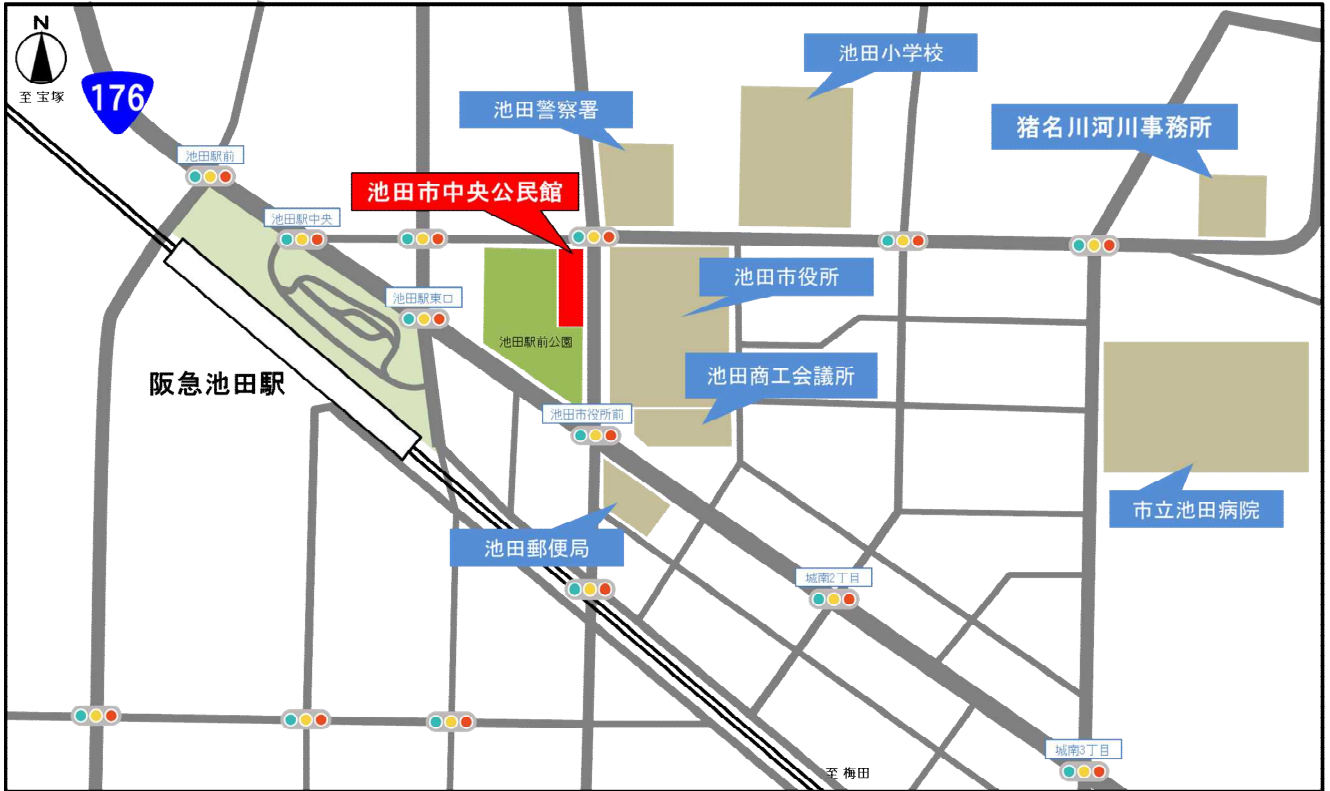 N
至 宝塚
176
池田小学校
池田警察署
猪名川河川事務所
池田駅前
池田市中央公民館
池田駅中央
池田市役所
池田駅東口
池田駅前公園
阪急池田駅
池田商工会議所
池田市役所前
市立池田病院
池田郵便局
城南2丁目
城南3丁目
至 梅田